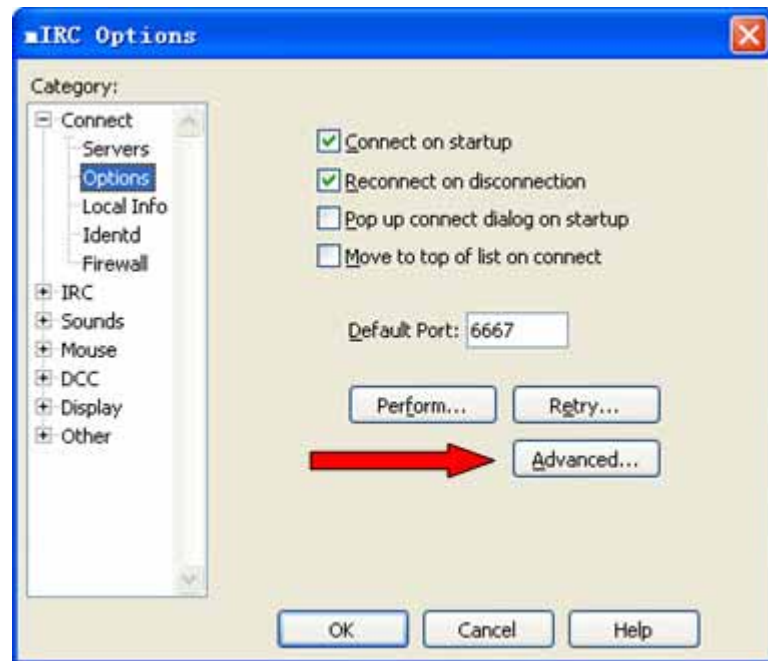 mIRC Options
Category:
Connect
Servers
Options
Local Info
Identd
Firewall
IRC
Sounds
Mouse
DCC
Display
Other
Connect on startup
Reconnect on disconnection
Pop up connect dialog on startup
Move to top of list on connect
Default Port: 6667
Perform... Retry...
Advanced...
OK Cancel Help